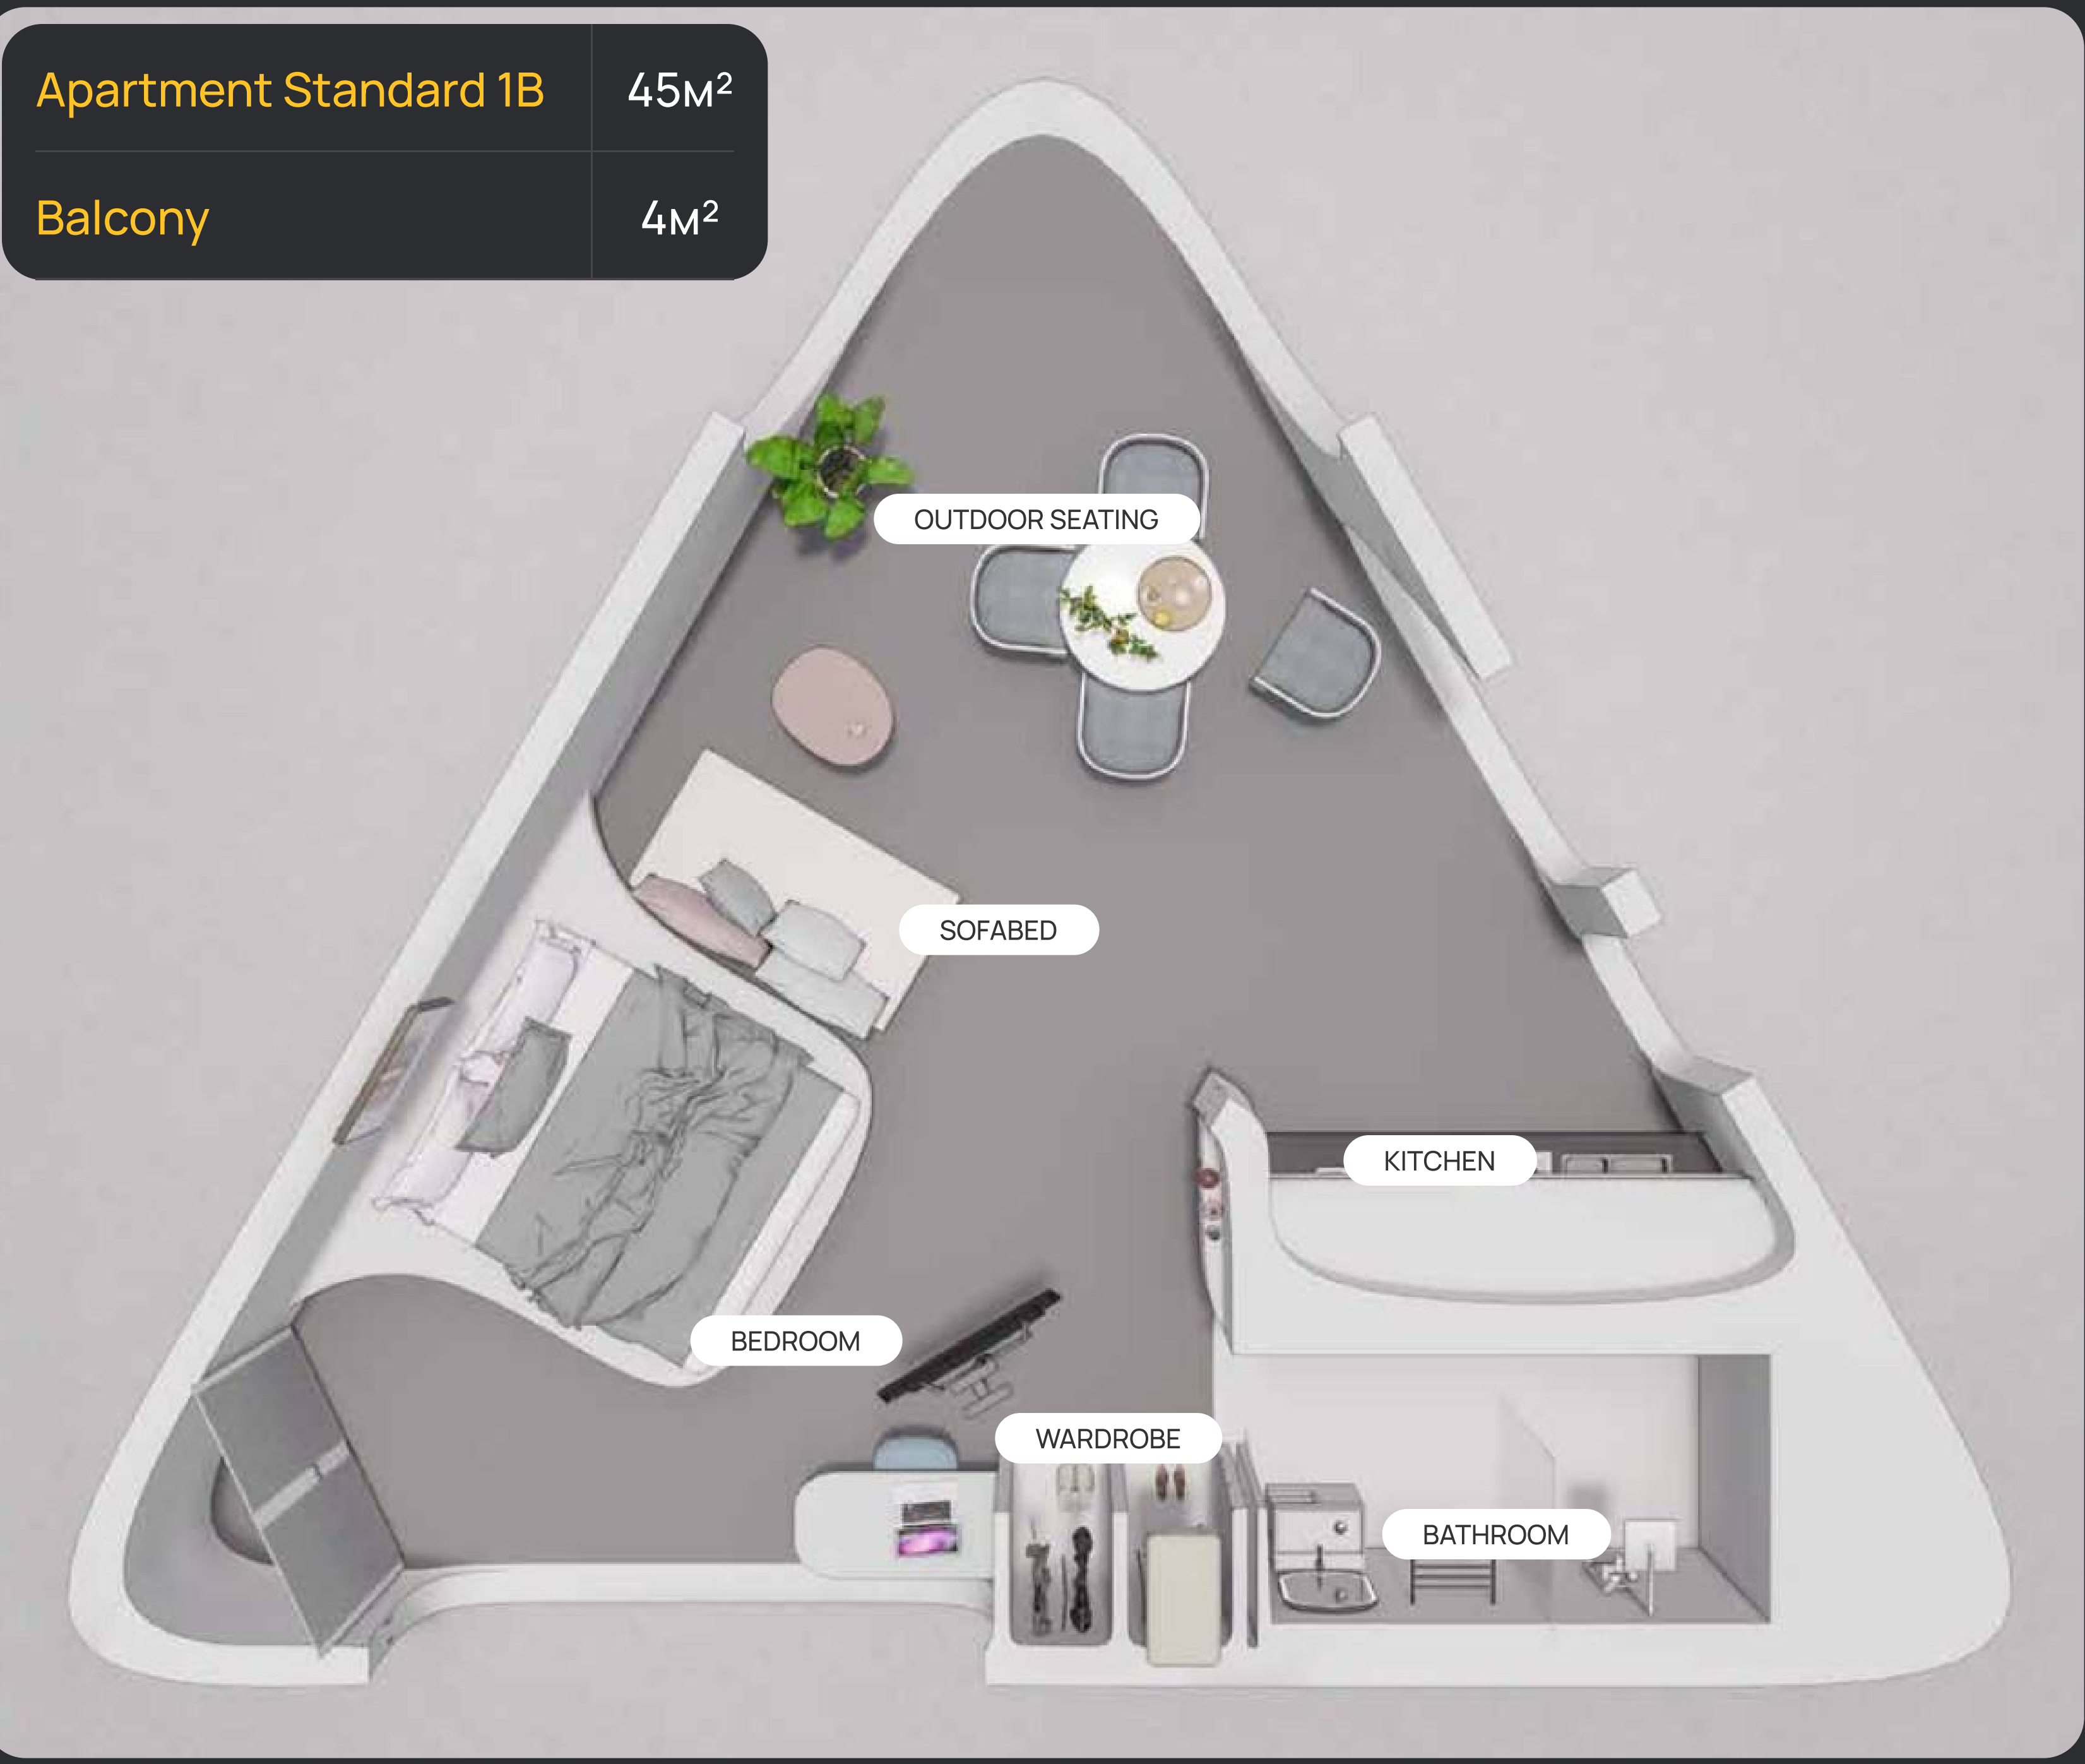 Apartment Standard 1B 45м²
Balcony 4м²
OUTDOOR SEATING
SOFABED
KITCHEN
BEDROOM
WARDROBE
BATHROOM